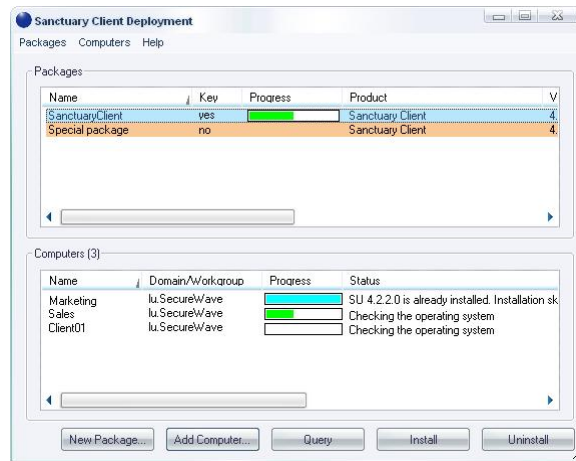 Sanctuary Client Deployment
Packages Computers Help
Packages
Name Key Progress Product V
SanctuaryClient yes Sanctuary Client 4.
Special package no Sanctuary Client 4.
Computers (3)
Name Domain/Workgroup Progress Status
Marketing lu.SecureWave SU 4.2.2.0 is already installed. Installation sk
Sales lu.SecureWave Checking the operating system
Client01 lu.SecureWave Checking the operating system
New Package... Add Computer... Query Install Uninstall